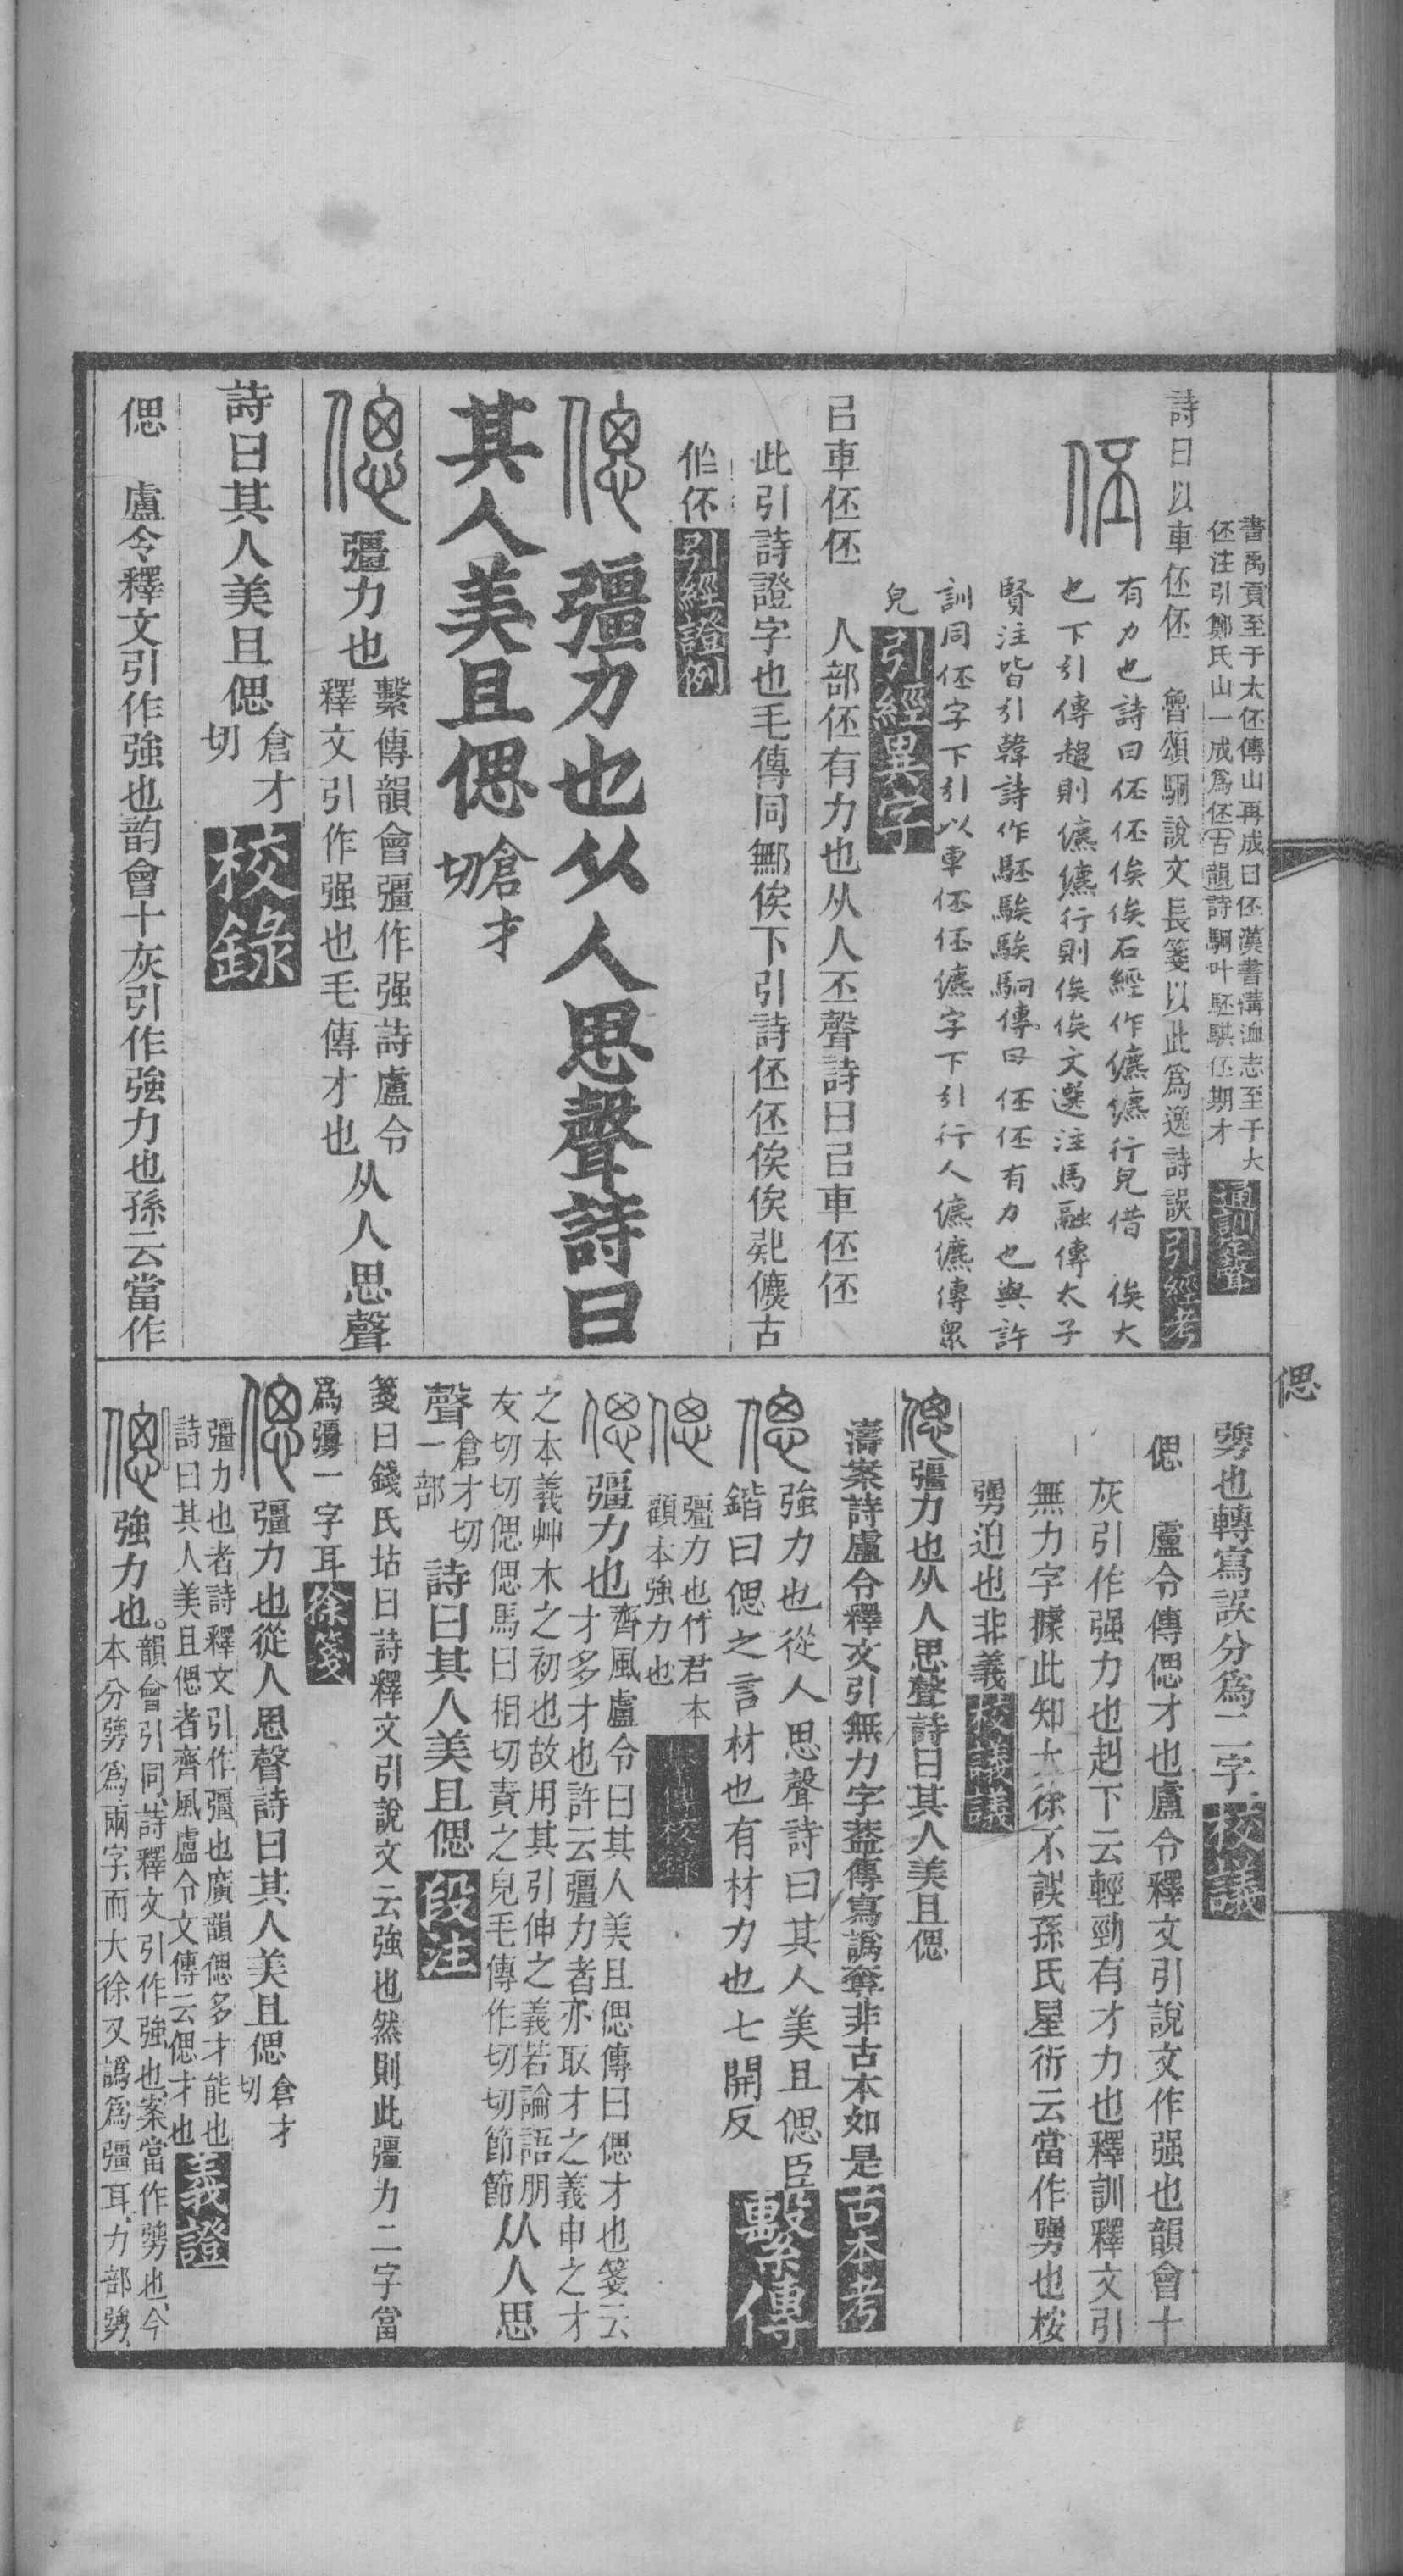 書禹貢至于太伾傳山再成曰伾漢書溝洫志至于大
伾注引鄭氏山一成爲伾古韻詩駉叶駓騏伾期才
通訓定聲
詩曰以車伾伾　魯頌駉說文長箋以此爲逸詩誤
引經考
伾
有力也詩曰伾伾俟俟石經作儦儦行皃借　俟大
也下引傳趨則儦儦行則俟俟文選注馬融傳太子
賢注皆引韓詩作駓駓騃騃駉傳曰伾伾有力也與許
訓同伾字下引以車伾伾儦字下引行人儦儦傳眾
皃
引經異字
㠯車伾伾　人部伾有力也从人丕聲詩曰㠯車伾伾
此引詩證字也毛傳同鄦俟下引詩伾伾俟俟
古
作伾
引經證例
偲
彊力也从人思聲詩曰
其人美且偲倉才切
偲
彊力也
繫傳韻會彊作强詩盧令
釋文引作强也毛傳才也
从人思聲
詩曰其人美且偲倉才切
校錄
偲　盧令釋文引作強也韵會十灰引作強力也孫云當作
偲
勥也轉寫誤分爲二字
校議
偲　盧令傳偲才也盧令釋文引說文作强也韻會十
灰引作强力也赳下云輕勁有才力也釋訓釋文引
無力字據此知大徐不誤孫氏星衍云當作勥也桉
勥迫也非義
校議議
偲
彊力也从人思聲詩曰其人美且偲
濤案詩盧令釋文引無力字蓋傳寫譌奪非古本如是
古本考
偲
強力也從人思聲詩曰其人美且偲臣
鍇曰偲之言材也有材力也七開反
繫傳
偲
彊力也竹君本
顧本強力也
繫傳校錄
偲
彊力也
齊風盧令曰其人美且偲傳曰偲才也箋云
才多才也許云彊力者亦取才之義申之才
之本義艸木之初也故用其引伸之義若論語朋
友切切偲偲馬曰相切責之皃毛傳作切切節節
从人思
聲
倉才切
一部
詩曰其人美且偲
段注
箋曰錢氏坫曰詩釋文引說文云強也然則此彊力二字當
爲勥一字耳
徐箋
偲
彊力也從人思聲詩曰其人美且偲倉才切
彊力也者詩釋文引作彊也廣韻偲多才能也
詩曰其人美且偲者齊風盧令文傳云偲才也
義證
偲
強力也。
韻會引同、詩釋文引作強也、案當作勥也、今
本分勥爲兩字、而大徐又譌爲彊耳、力部勥、